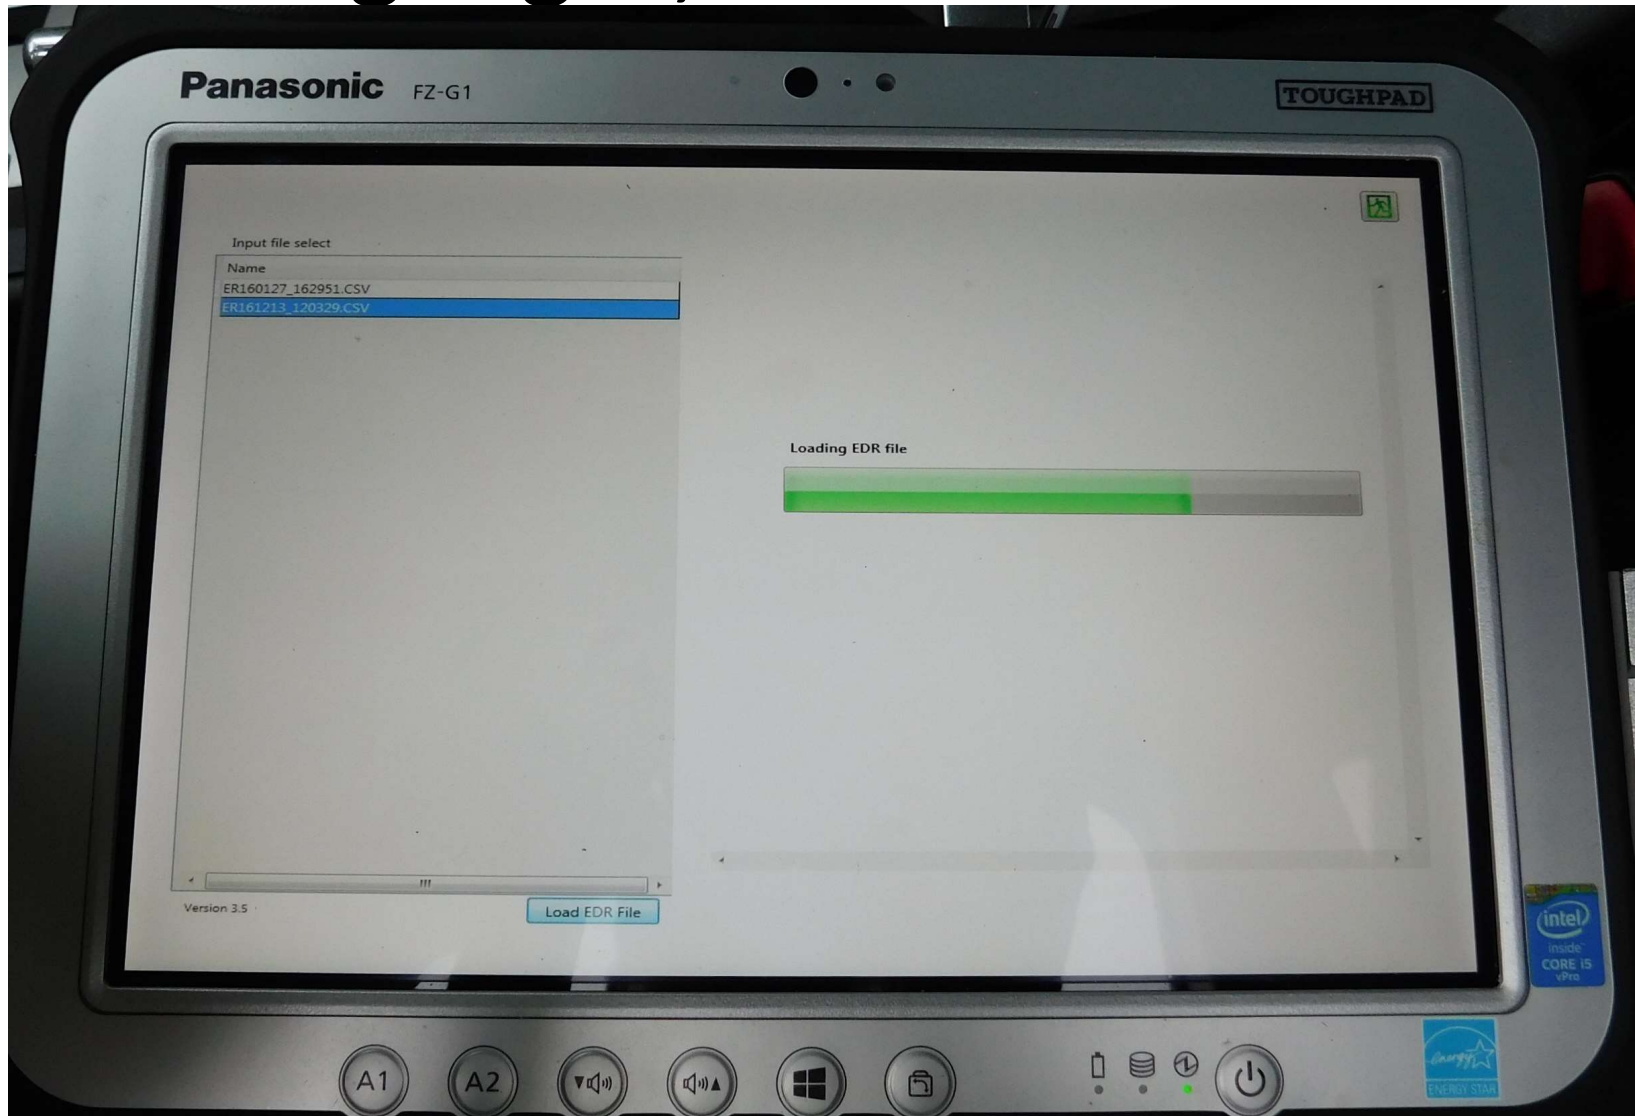 Panasonic FZ-G1
TOUGHPAD
Input file select
Name
ER160127_162951.CSV
ER161213_120329.CSV
Loading EDR file
Version 3.5
Load EDR File
intel
inside
CORE i5
vPro
A1
A2
energy
ENERGY STAR